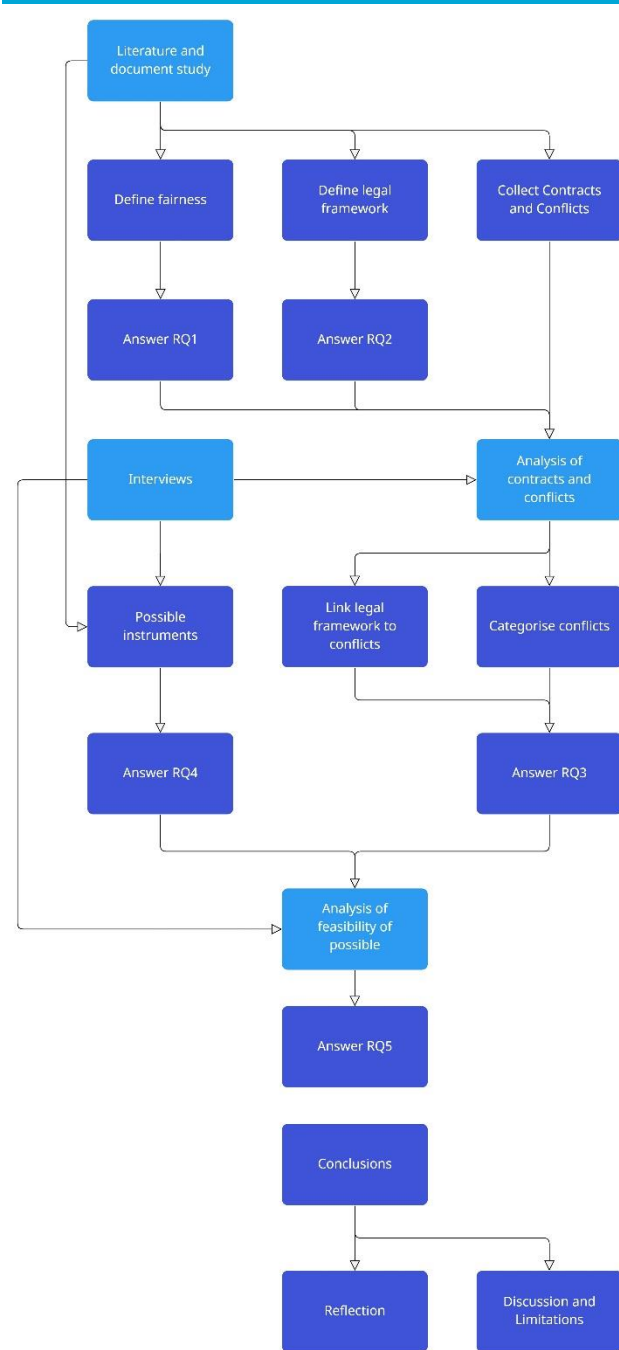 Literature and
document study
Define fairness
Define legal
framework
Collect Contracts
and Conflicts
Answer RQ1
Answer RQ2
Interviews
Analysis of
contracts and
conflicts
Possible
instruments
Link legal
framework to
conflicts
Categorise conflicts
Answer RQ4
Answer RQ3
Analysis of
feasibility of
possible
Answer RQ5
Conclusions
Reflection
Discussion and
Limitations